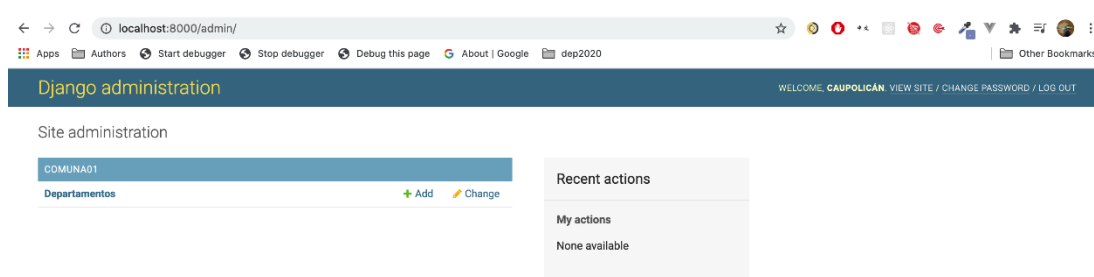 localhost:8000/admin/
Apps Authors Start debugger Stop debugger Debug this page About | Google dep2020 Other Bookmarks
Django administration
WELCOME, CAUPOLICÁN. VIEW SITE / CHANGE PASSWORD / LOG OUT
Site administration
COMUNA01
Departamentos Add Change
Recent actions
My actions
None available